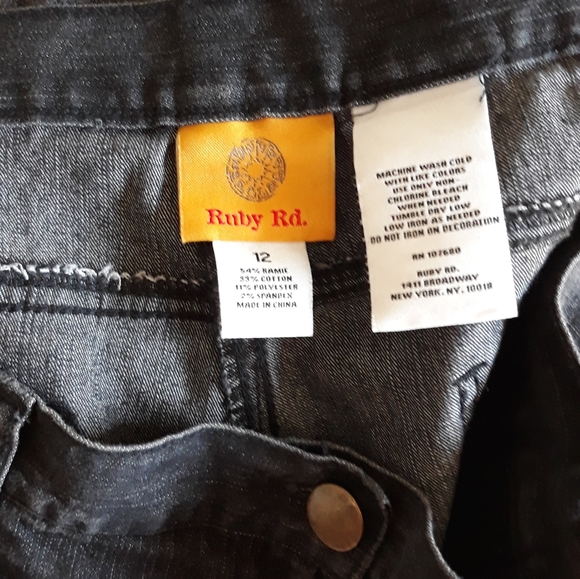 Ruby Rd.
12
54% RAMIE
33% COTTON
11% POLYESTER
2% SPANDEX
MADE IN CHINA
MACHINE WASH COLD
WITH LIKE COLORS
USE ONLY NON-
CHLORINE BLEACH
WHEN NEEDED
TUMBLE DRY LOW
LOW IRON AS NEEDED
DO NOT IRON ON DECORATION
RN 107680
RUBY RD.
1411 BROADWAY
NEW YORK, NY, 10018